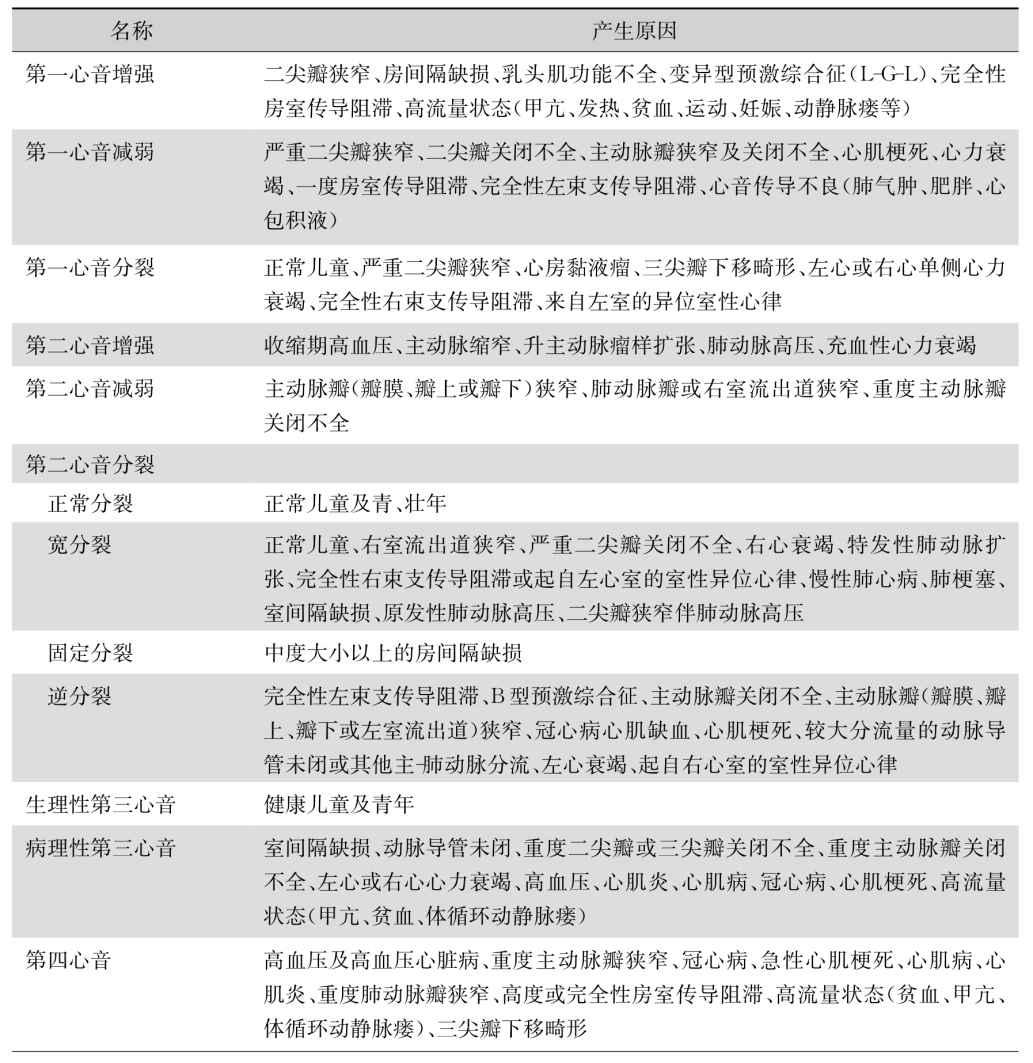 名称 产生原因
第一心音增强 二尖瓣狭窄、房间隔缺损、乳头肌功能不全、变异型预激综合征(L-G-L)、完全性
房室传导阻滞、高流量状态(甲亢、发热、贫血、运动、妊娠、动静脉瘘等)
第一心音减弱 严重二尖瓣狭窄、二尖瓣关闭不全、主动脉瓣狭窄及关闭不全、心肌梗死、心力衰
竭、一度房室传导阻滞、完全性左束支传导阻滞、心音传导不良(肺气肿、肥胖、心
包积液)
第一心音分裂 正常儿童、严重二尖瓣狭窄、心房黏液瘤、三尖瓣下移畸形、左心或右心单侧心力
衰竭、完全性右束支传导阻滞、来自左室的异位室性心律
第二心音增强 收缩期高血压、主动脉缩窄、升主动脉瘤样扩张、肺动脉高压、充血性心力衰竭
第二心音减弱 主动脉瓣(瓣膜、瓣上或瓣下)狭窄、肺动脉瓣或右室流出道狭窄、重度主动脉瓣
关闭不全
第二心音分裂
正常分裂 正常儿童及青、壮年
宽分裂 正常儿童、右室流出道狭窄、严重二尖瓣关闭不全、右心衰竭、特发性肺动脉扩
张、完全性右束支传导阻滞或起自左心室的室性异位心律、慢性肺心病、肺梗塞、
室间隔缺损、原发性肺动脉高压、二尖瓣狭窄伴肺动脉高压
固定分裂 中度大小以上的房间隔缺损
逆分裂 完全性左束支传导阻滞、B型预激综合征、主动脉瓣关闭不全、主动脉瓣(瓣膜、瓣
上、瓣下或左室流出道)狭窄、冠心病心肌缺血、心肌梗死、较大分流量的动脉导
管未闭或其他主-肺动脉分流、左心衰竭、起自右心室的室性异位心律
生理性第三心音 健康儿童及青年
病理性第三心音 室间隔缺损、动脉导管未闭、重度二尖瓣或三尖瓣关闭不全、重度主动脉瓣关闭
不全、左心或右心心力衰竭、高血压、心肌炎、心肌病、冠心病、心肌梗死、高流量
状态(甲亢、贫血、体循环动静脉瘘)
第四心音 高血压及高血压心脏病、重度主动脉瓣狭窄、冠心病、急性心肌梗死、心肌病、心
肌炎、重度肺动脉瓣狭窄、高度或完全性房室传导阻滞、高流量状态(贫血、甲亢、
体循环动静脉瘘)、三尖瓣下移畸形